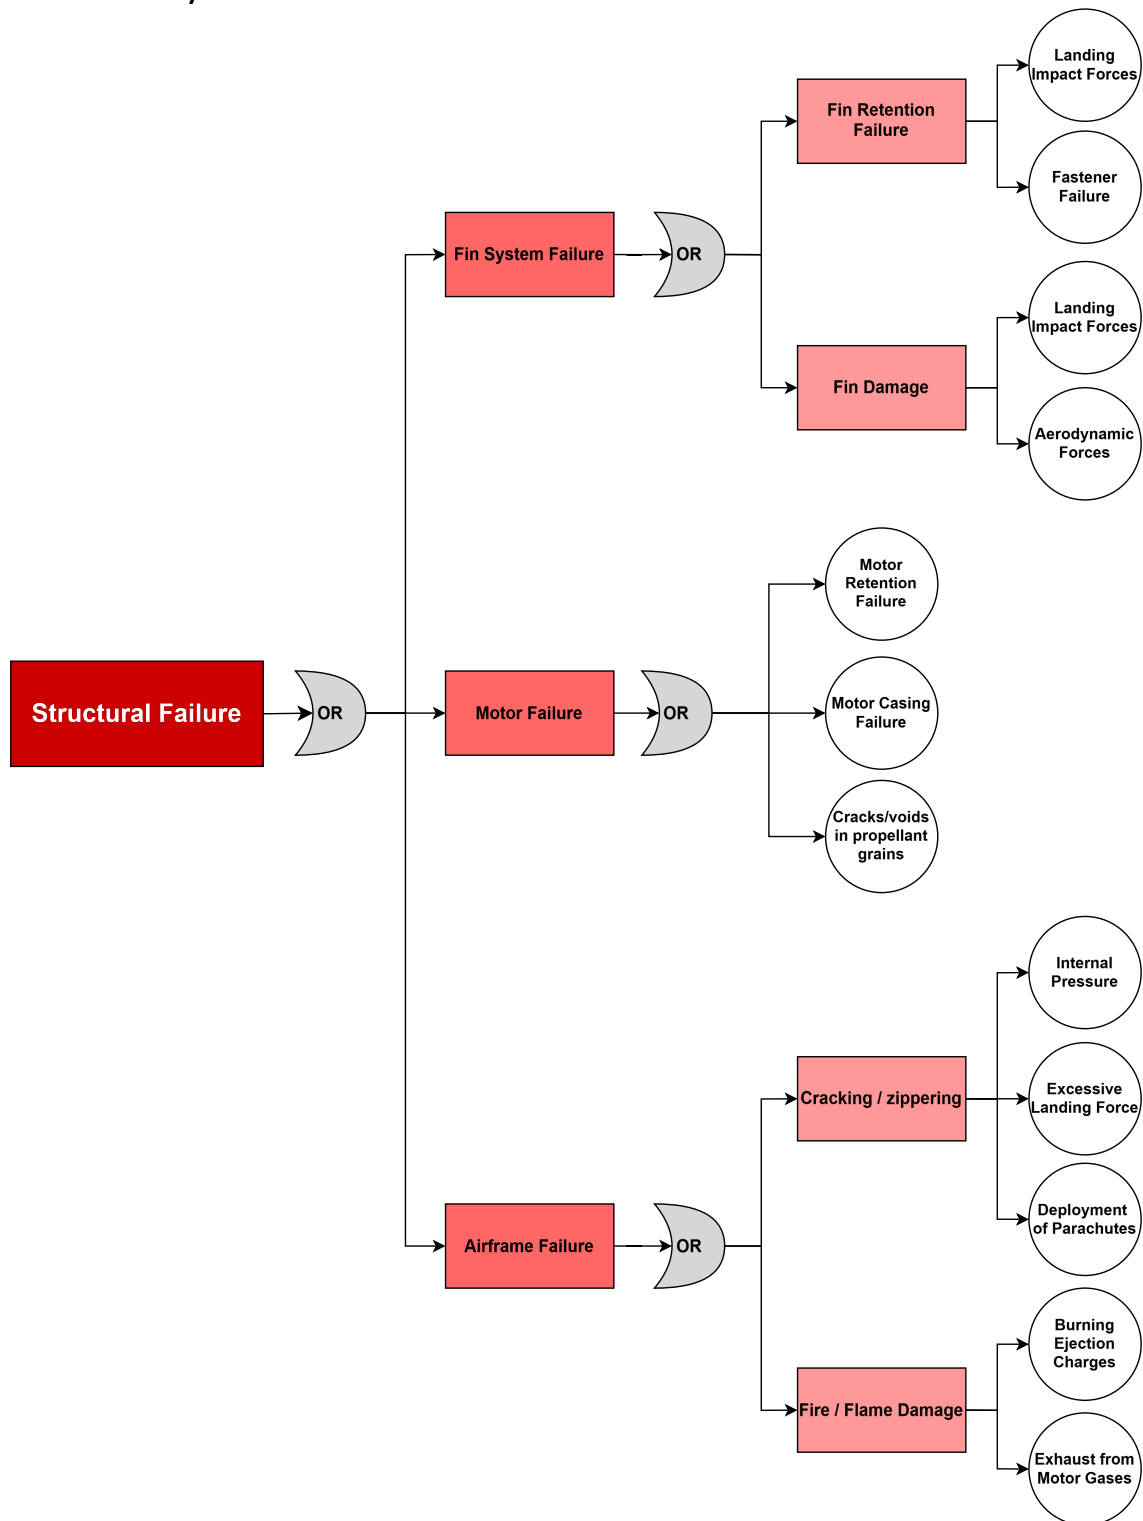 Landing
Impact Forces
Fin Retention
Failure
Fastener
Failure
Fin System Failure
OR
Landing
Impact Forces
Fin Damage
Aerodynamic
Forces
Motor
Retention
Failure
Structural Failure
OR
Motor Failure
OR
Motor Casing
Failure
Cracks/voids
in propellant
grains
Internal
Pressure
Cracking / zippering
Excessive
Landing Force
Deployment
of Parachutes
Airframe Failure
OR
Burning
Ejection
Charges
Fire / Flame Damage
Exhaust from
Motor Gases